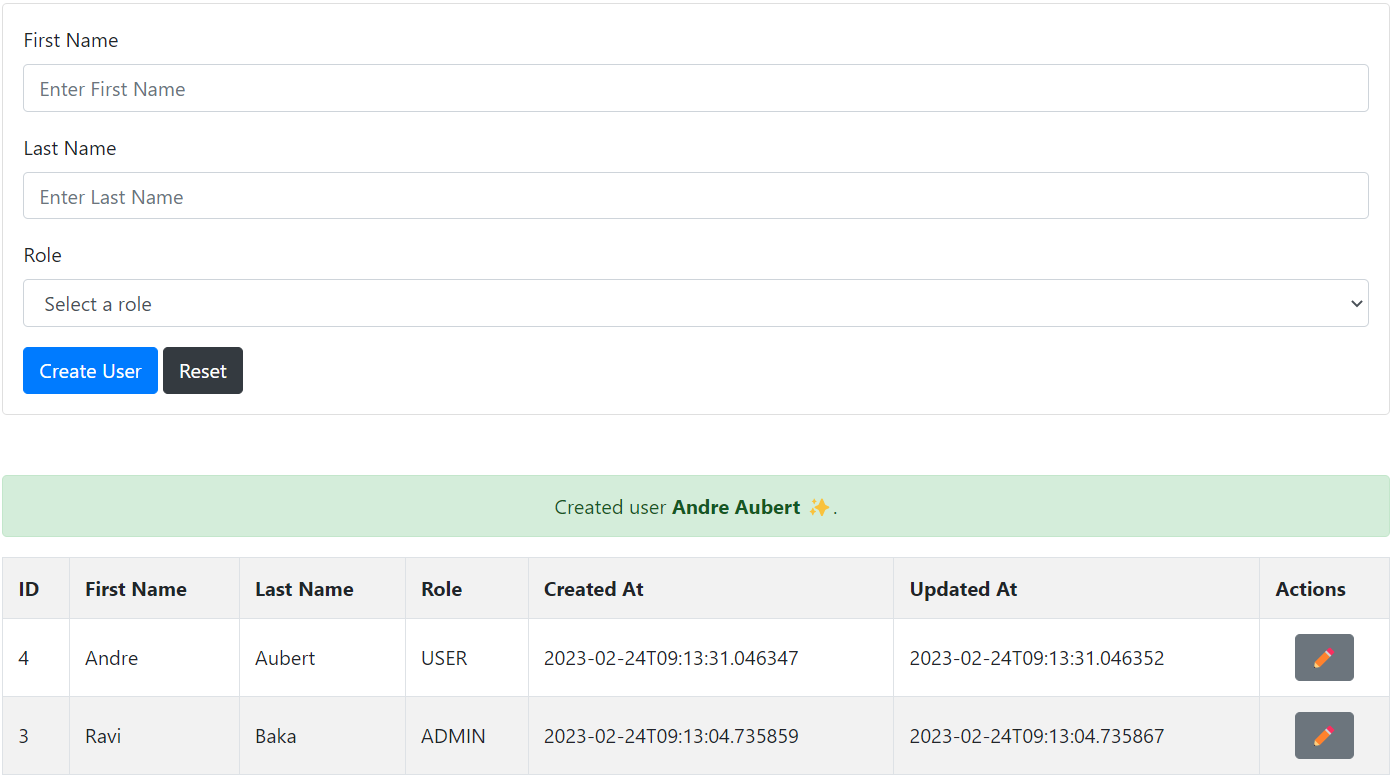 First Name
Enter First Name
Last Name
Enter Last Name
Role
Select a role
Create User Reset
Created user Andre Aubert ✨.
ID First Name Last Name Role Created At Updated At Actions
4 Andre Aubert USER 2023-02-24T09:13:31.046347 2023-02-24T09:13:31.046352
3 Ravi Baka ADMIN 2023-02-24T09:13:04.735859 2023-02-24T09:13:04.735867